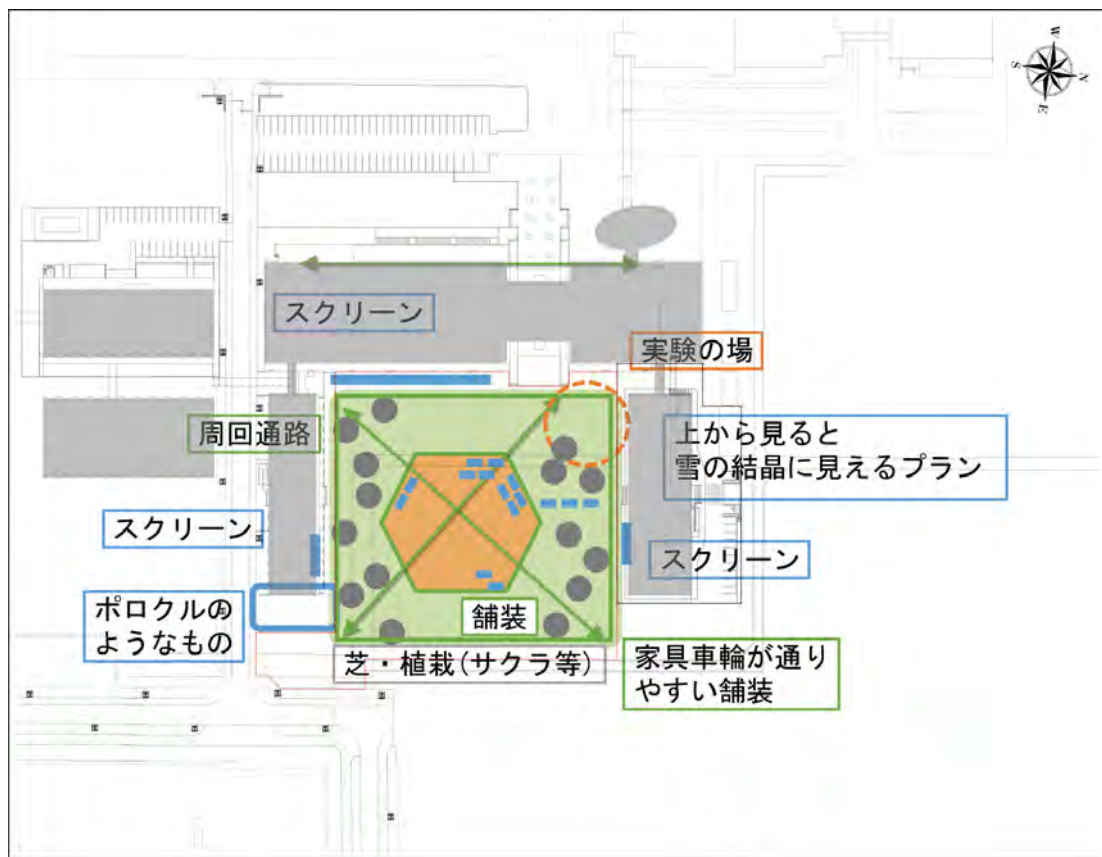 W
S
N
E
スクリーン
実験の場
周回通路
上から見ると
雪の結晶に見えるプラン
スクリーン
スクリーン
ポロクルの
ようなもの
舗装
芝・植栽(サクラ等)
家具車輪が通り
やすい舗装